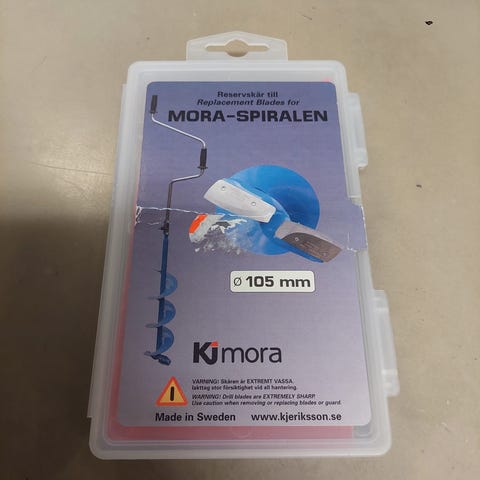 Reservskär till
Replacement Blades for
MORA-SPIRALEN
Ø 105 mm
KJ mora
VARNING! Skären är EXTREMT VASSA.
Iakttag stor försiktighet vid all hantering.
WARNING! Drill blades are EXTREMELY SHARP.
Use caution when removing or replacing blades or guard.
Made in Sweden www.kjeriksson.se